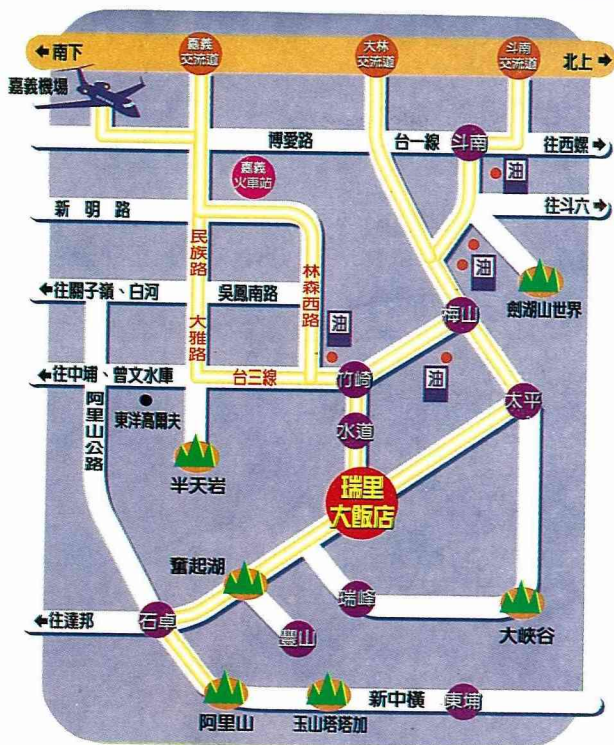 ←南下
嘉義
交流道
大林
交流道
斗南
交流道
北上→
嘉義機場
博愛路
台一線
斗南
往西螺→
嘉義
火車站
油
新明路
往斗六→
民族路
林森西路
油
←往關子嶺、白河
吳鳳南路
劍湖山世界
大雅路
油
梅山
←往中埔、曾文水庫
台三線
竹崎
油
太平
東洋高爾夫
阿里山公路
水道
半天岩
瑞里
大飯店
奮起湖
瑞峰
大峽谷
←往達邦
石卓
豐山
阿里山
玉山塔塔加
新中橫
東埔